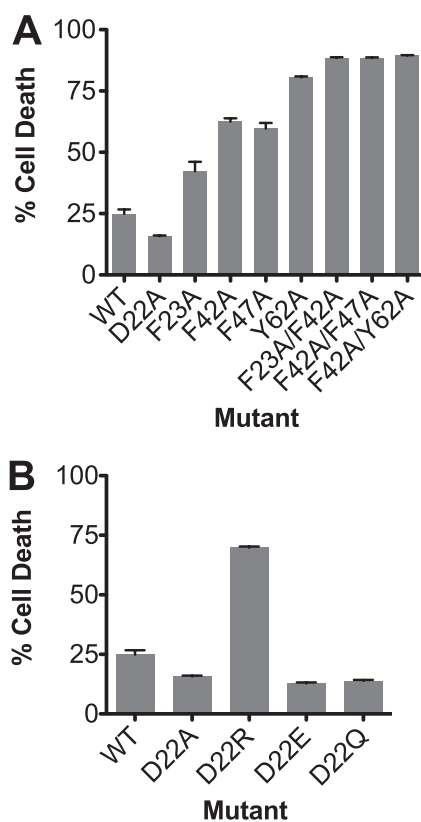 A
% Cell Death
100
75
50
25
0
WT
D22A
F23A
F42A
F47A
Y62A
F23A/F42A
F42A/F47A
F42A/Y62A
Mutant
B
% Cell Death
100
75
50
25
0
WT
D22A
D22R
D22E
D22Q
Mutant